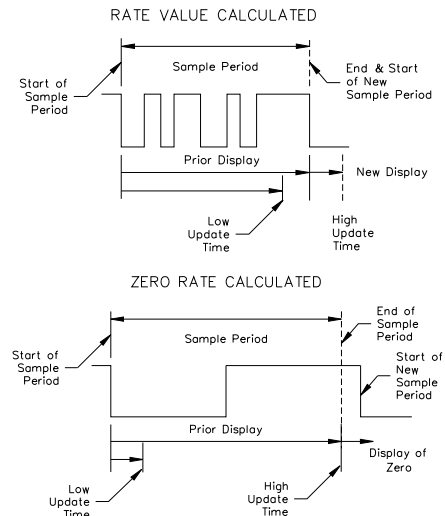 RATE VALUE CALCULATED
Sample Period
Start of
Sample
Period
End & Start
of New
Sample Period
Prior Display
New Display
Low
Update
Time
High
Update
Time
ZERO RATE CALCULATED
Sample Period
Start of
Sample
Period
End of
Sample
Period
Start of
New
Sample
Period
Prior Display
Display of
Zero
Low
Update
Time
High
Update
Time